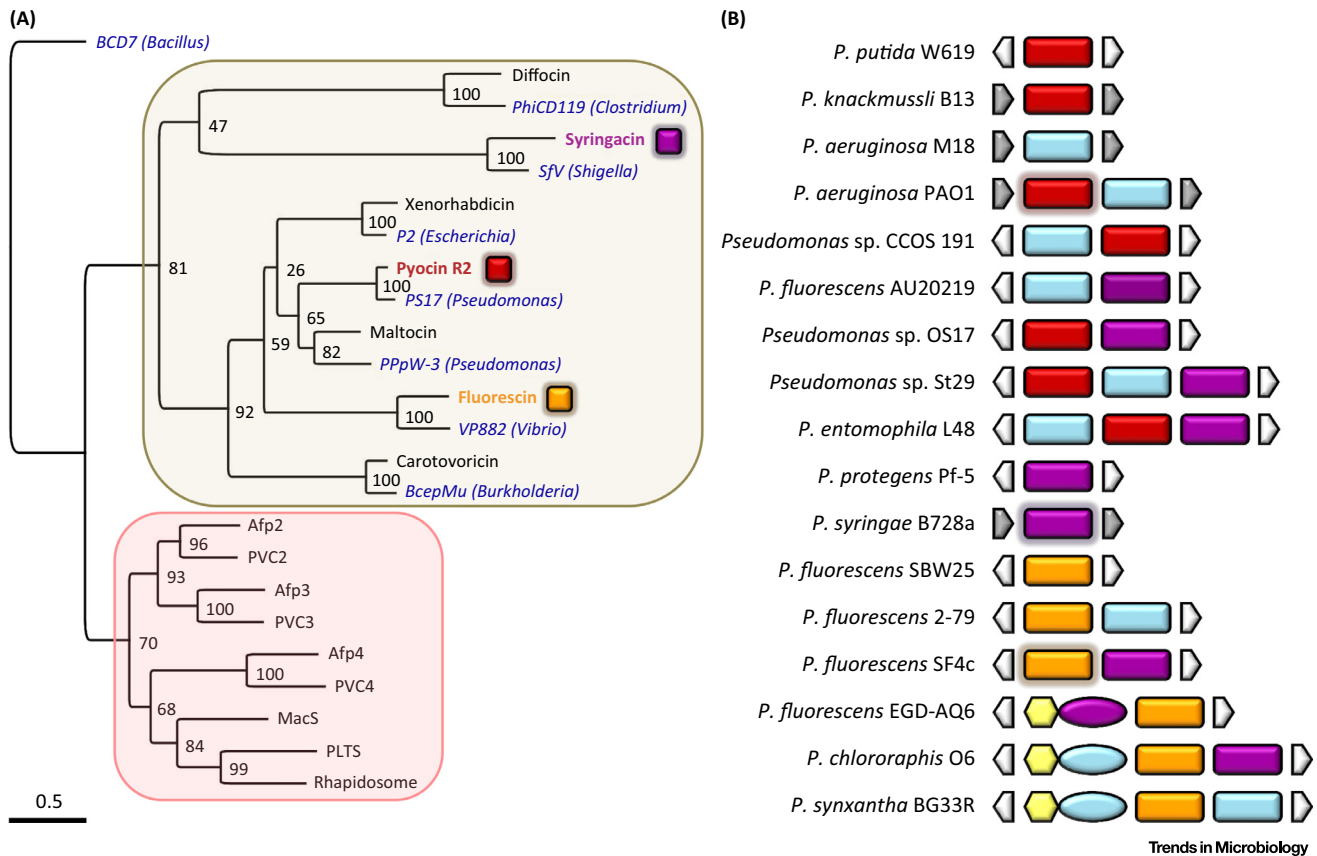 (A)
BCD7 (Bacillus)
Diffocin
100
PhiCD119 (Clostridium)
47
Syringacin
100
SfV (Shigella)
Xenorhabdicin
100
P2 (Escherichia)
81
26
Pyocin R2
100
PS17 (Pseudomonas)
65
Maltocin
59
82
PPpW-3 (Pseudomonas)
Fluorescin
92
100
VP882 (Vibrio)
Carotovoricin
100
BcepMu (Burkholderia)
Afp2
96
PVC2
93
Afp3
100
PVC3
70
Afp4
100
PVC4
68
MacS
84
PLTS
99
Rhapidosome
0.5
(B)
P. putida W619
P. knackmussli B13
P. aeruginosa M18
P. aeruginosa PAO1
Pseudomonas sp. CCOS 191
P. fluorescens AU20219
Pseudomonas sp. OS17
Pseudomonas sp. St29
P. entomophila L48
P. protegens Pf-5
P. syringae B728a
P. fluorescens SBW25
P. fluorescens 2-79
P. fluorescens SF4c
P. fluorescens EGD-AQ6
P. chlororaphis O6
P. synxantha BG33R
Trends in Microbiology